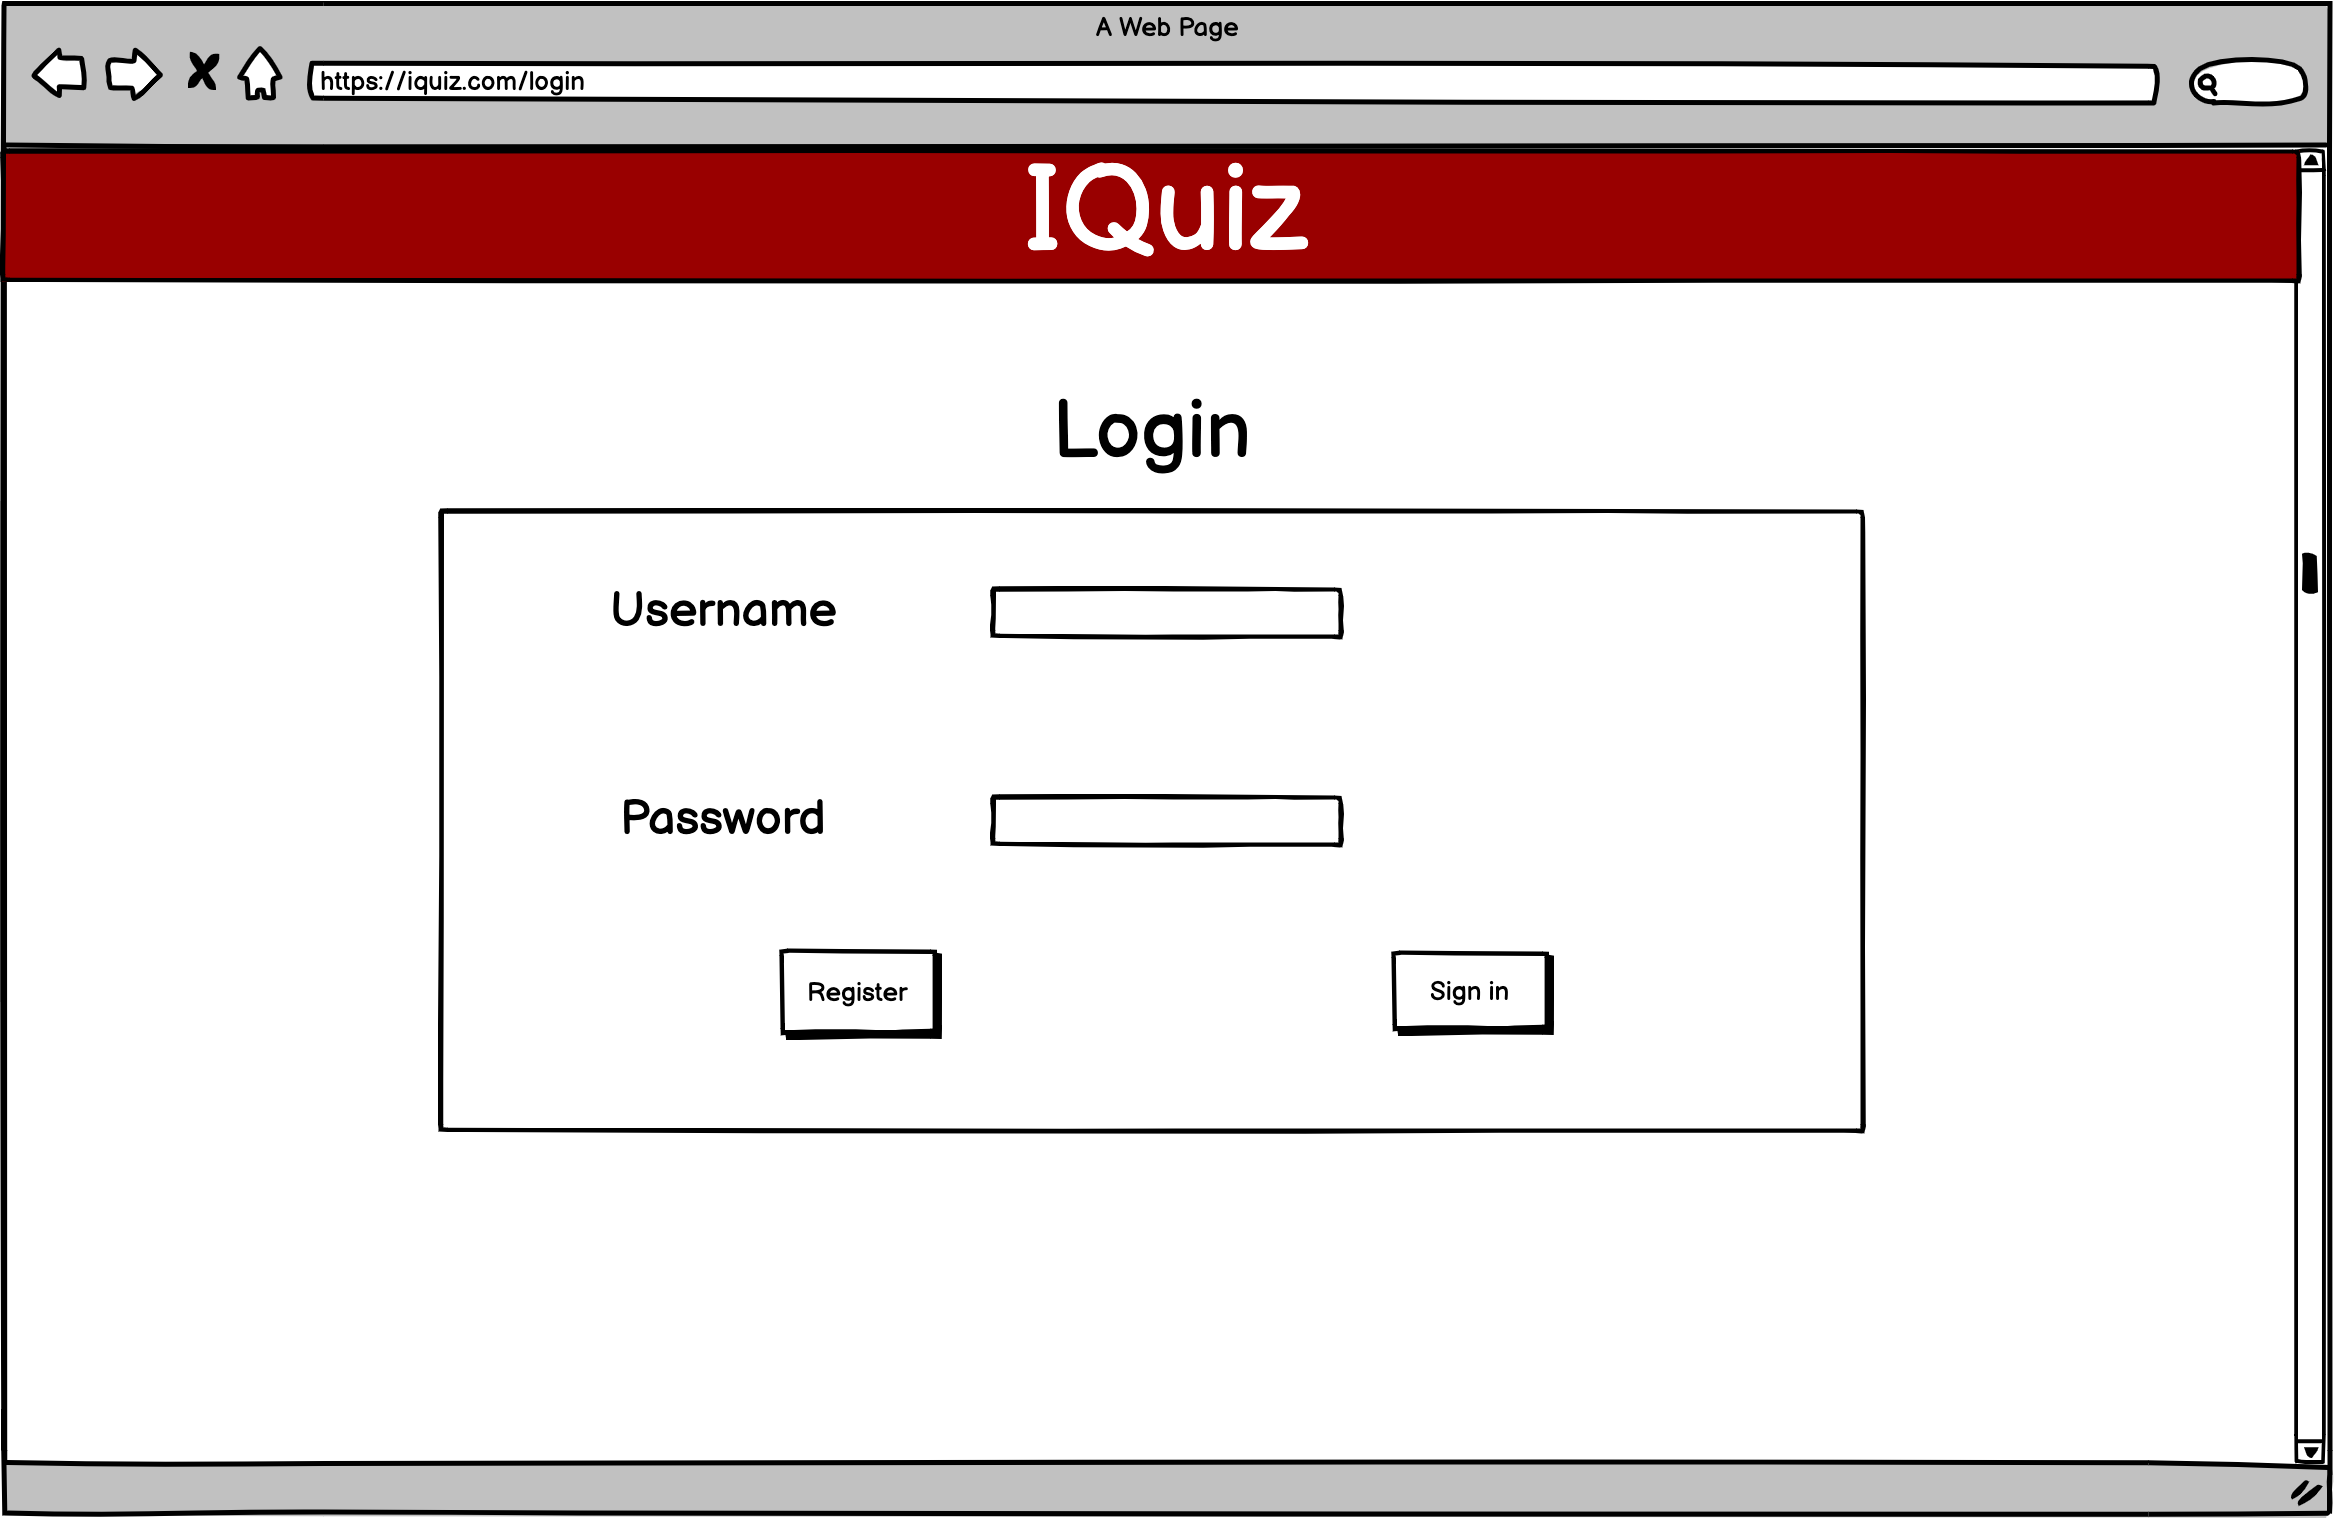 A Web Page
https://iquiz.com/login
IQuiz
Login
Username
Password
Register
Sign in